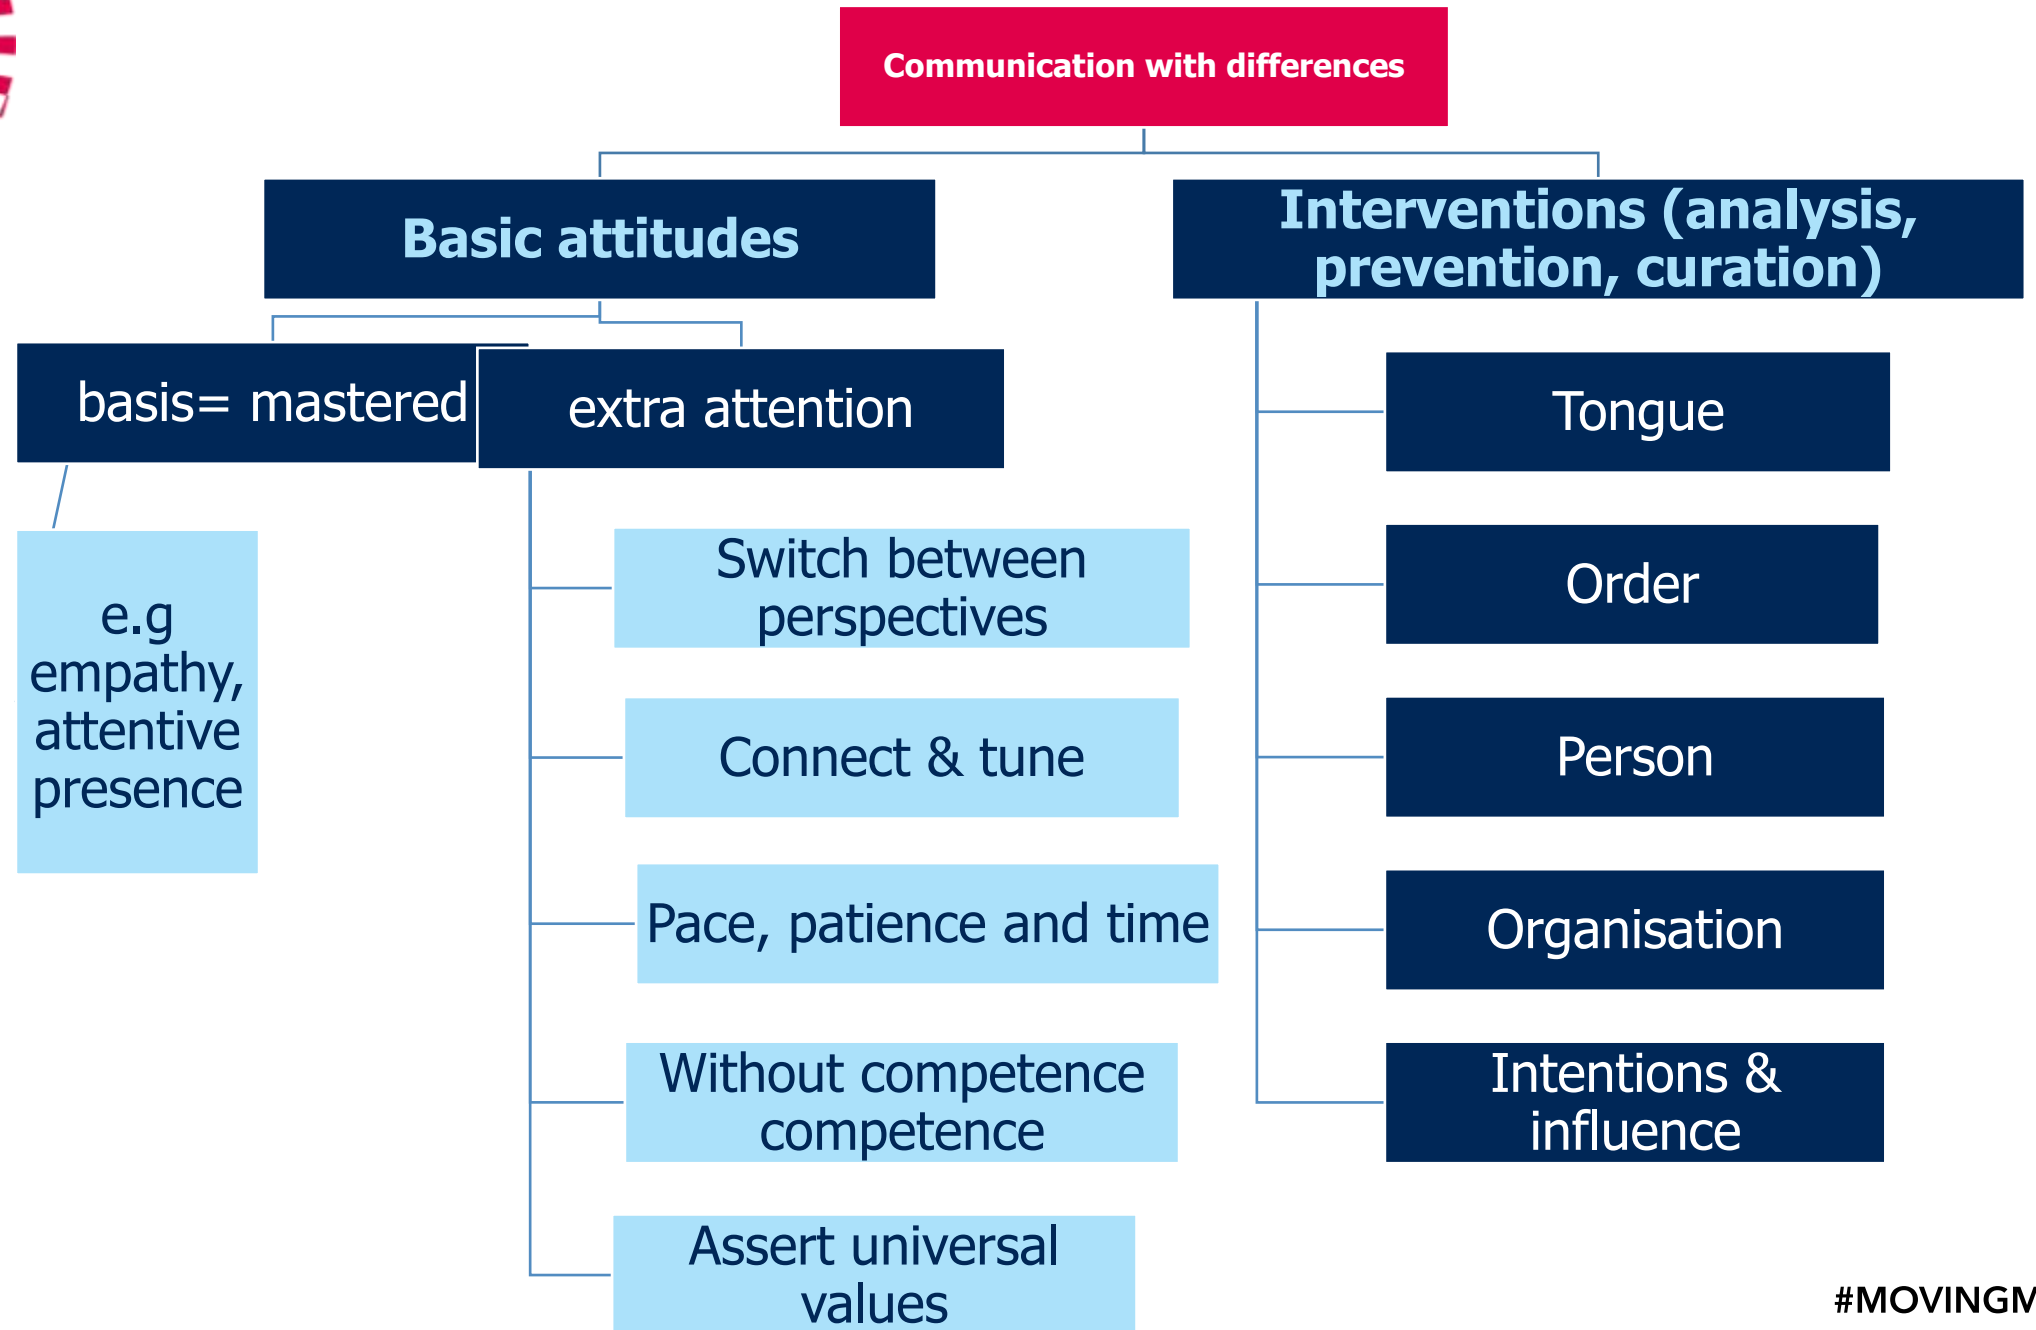 Communication with differences
Basic attitudes
Interventions (analysis,
prevention, curation)
basis= mastered
extra attention
e.g
empathy,
attentive
presence
Switch between
perspectives
Connect & tune
Pace, patience and time
Without competence
competence
Assert universal
values
Tongue
Order
Person
Organisation
Intentions &
influence
#MOVINGM